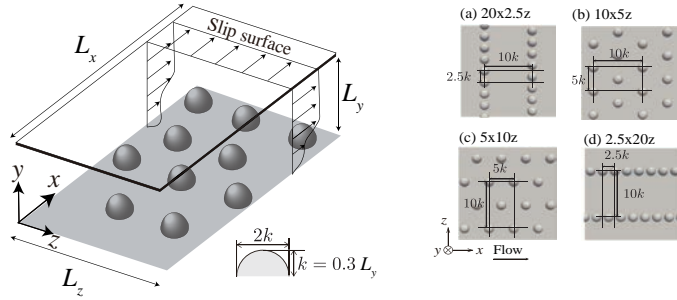 Slip surface
L_x
L_y
y
x
z
L_z
2k
k = 0.3 L_y
(a) 20x2.5z
10k
2.5k
(b) 10x5z
10k
5k
(c) 5x10z
5k
10k
(d) 2.5x20z
2.5k
10k
z
y x
Flow